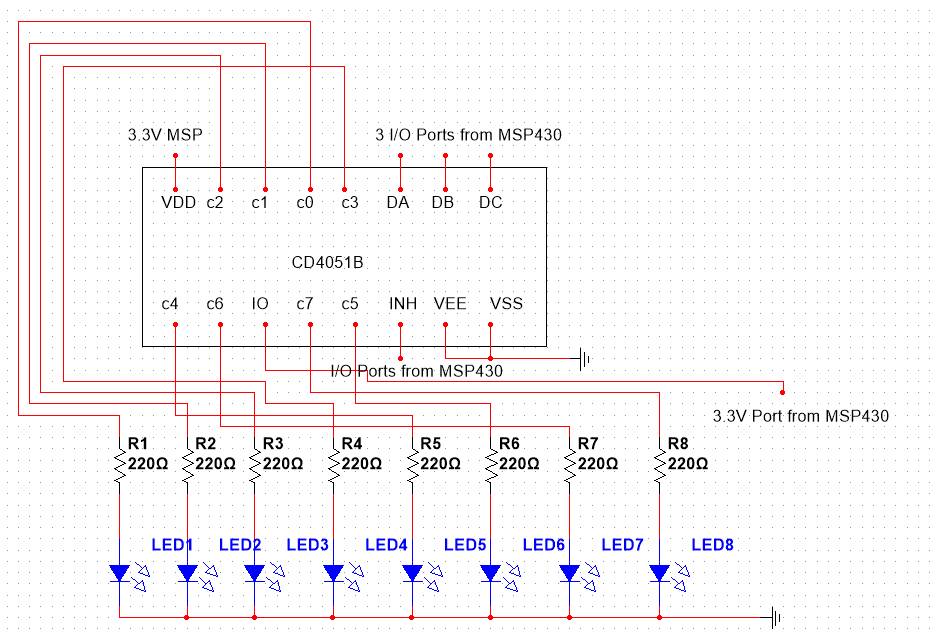 3.3V MSP 3 I/O Ports from MSP430
VDD c2 c1 c0 c3 DA DB DC
CD4051B
c4 c6 IO c7 c5 INH VEE VSS
I/O Ports from MSP430
3.3V Port from MSP430
R1 R2 R3 R4 R5 R6 R7 R8
220Ω 220Ω 220Ω 220Ω 220Ω 220Ω 220Ω 220Ω
LED1 LED2 LED3 LED4 LED5 LED6 LED7 LED8